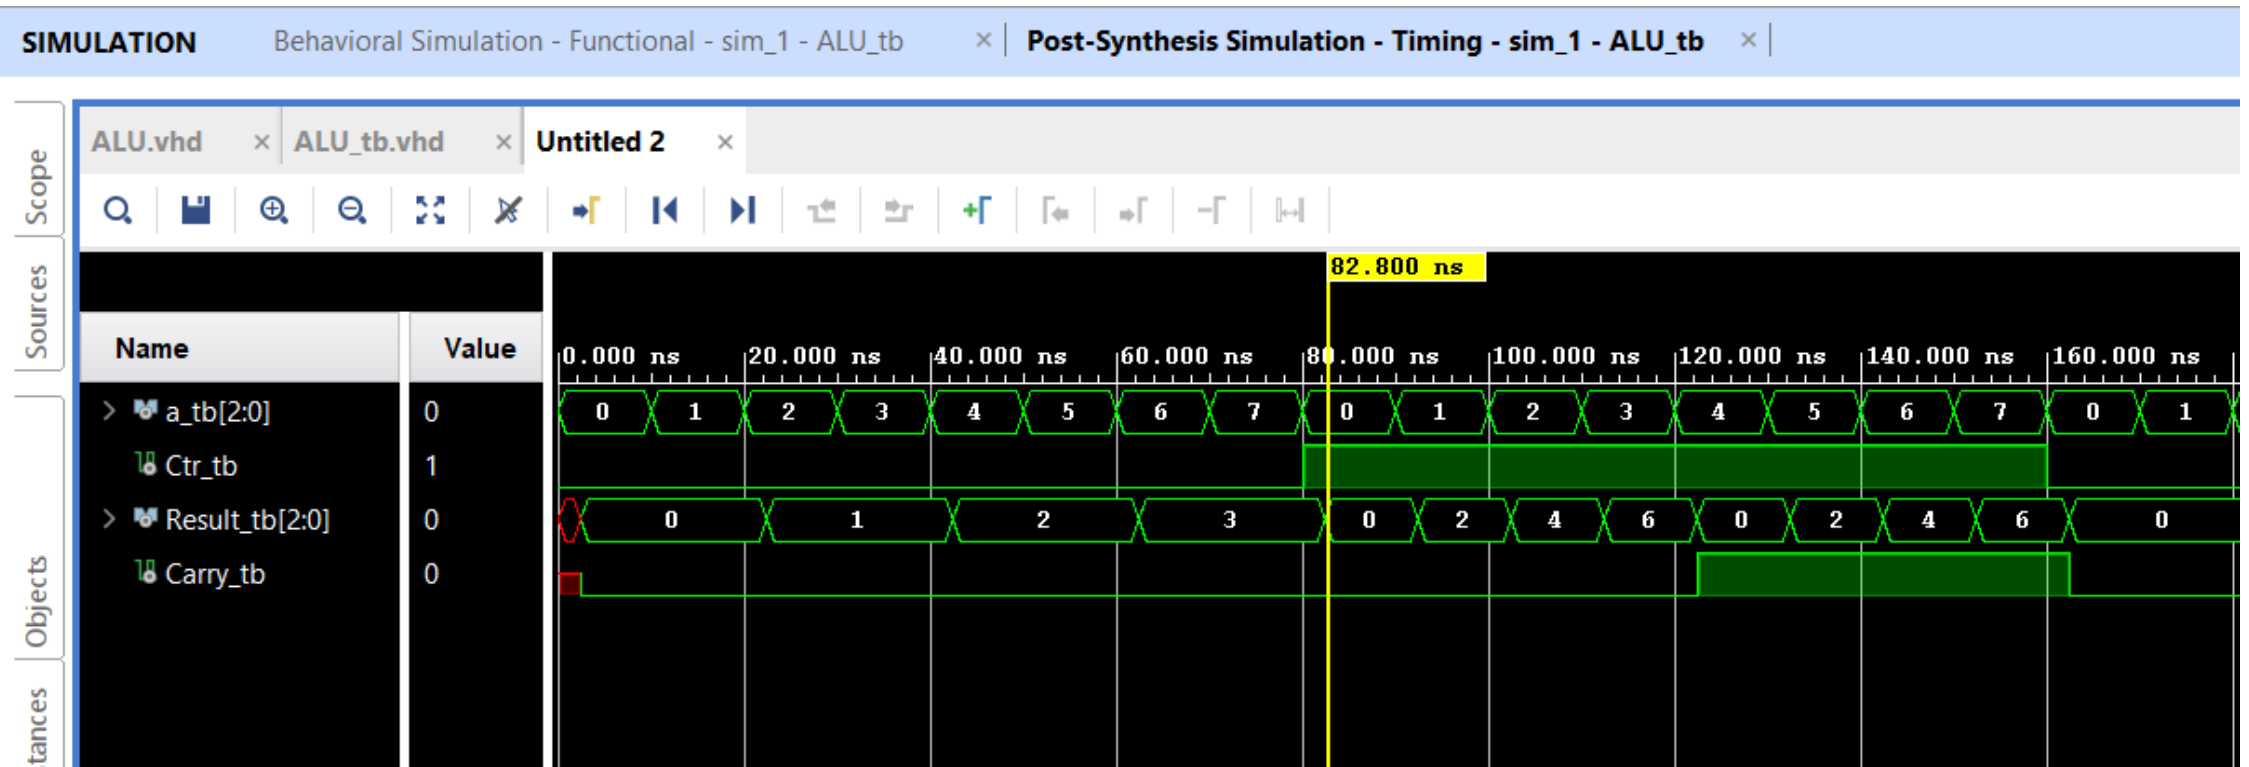 SIMULATION Behavioral Simulation - Functional - sim_1 - ALU_tb × Post-Synthesis Simulation - Timing - sim_1 - ALU_tb ×
ALU.vhd × ALU_tb.vhd × Untitled 2 ×
Scope
Sources
Objects
82.800 ns
Name Value 0.000 ns 20.000 ns 40.000 ns 60.000 ns 80.000 ns 100.000 ns 120.000 ns 140.000 ns 160.000 ns
a_tb[2:0] 0 0 1 2 3 4 5 6 7 0 1 2 3 4 5 6 7 0 1
Ctr_tb 1
Result_tb[2:0] 0 0 1 2 3 0 2 4 6 0 2 4 6 0
Carry_tb 0
tances